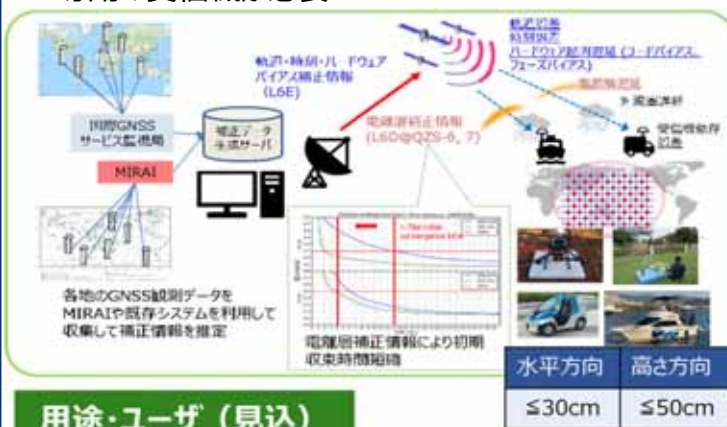 軌道誤差
時刻誤差
ハードウェア起因遅延 (コードバイアス、
フェーズバイアス)
軌道・時刻・ハードウェア
バイアス補正情報
(L6E)
電離層遅延
対流圏遅延
電離層補正情報
(L6D@QZS-6, 7)
受信機依存
誤差
国際GNSS
サービス監視局
補正データ
生成サーバ
MIRAI
各地のGNSS観測データを
MIRAIや既存システムを利用して
収集して補正情報を推定
電離層補正情報により初期
収束時間短縮
水平方向
高さ方向
≦30cm
≦50cm
用途・ユーザ（見込）